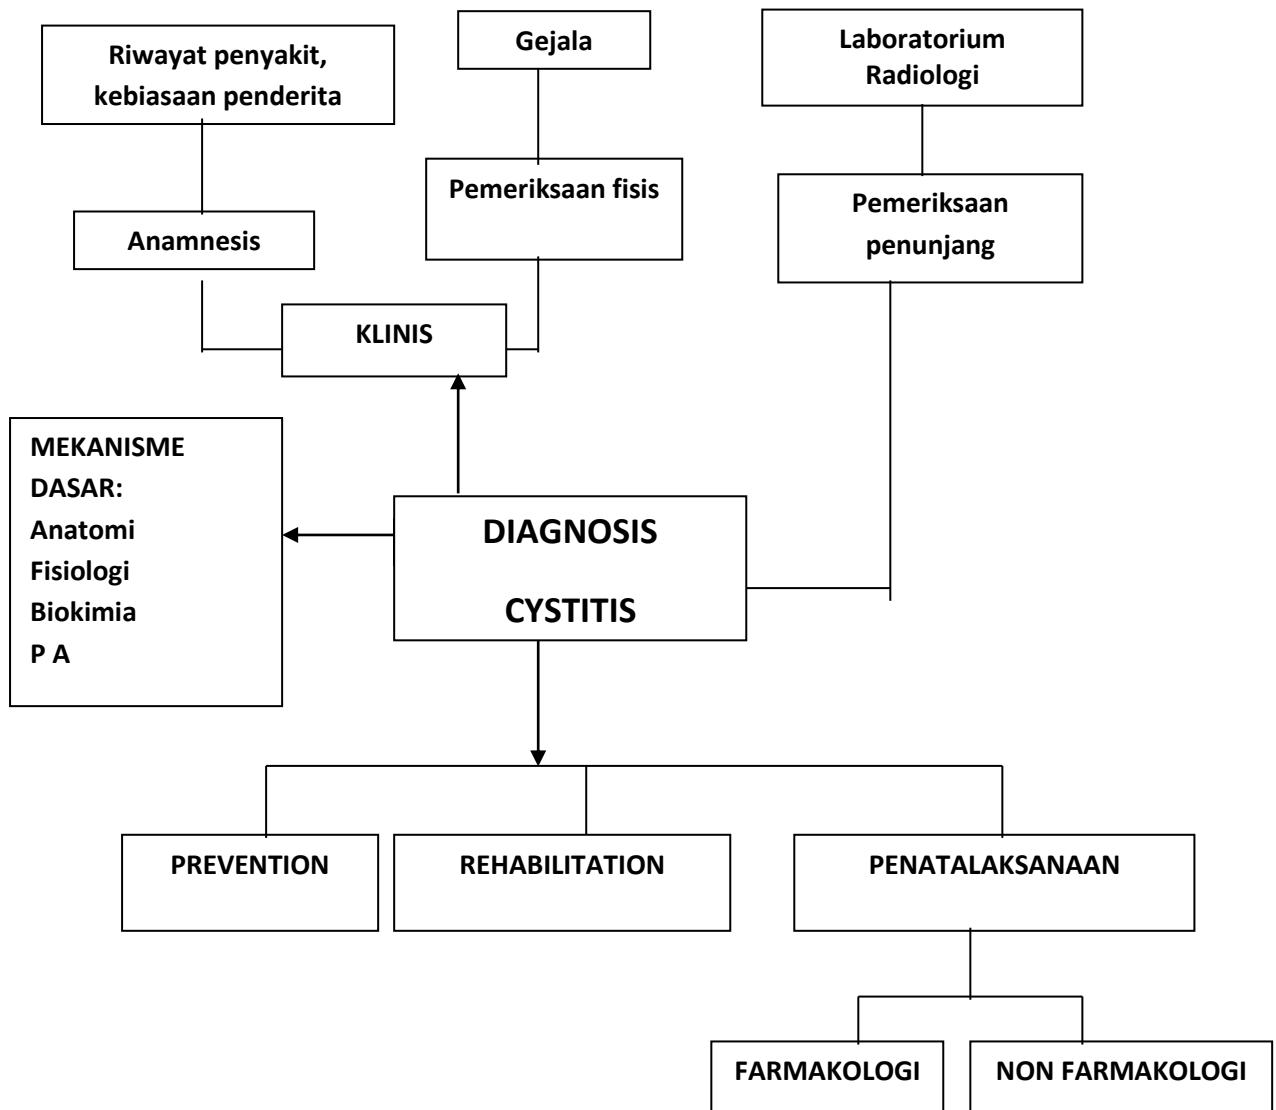 Riwayat penyakit,
kebiasaan penderita
Gejala
Laboratorium
Radiologi
Pemeriksaan fisis
Pemeriksaan
penunjang
Anamnesis
KLINIS
MEKANISME
DASAR:
Anatomi
Fisiologi
Biokimia
P A
DIAGNOSIS
CYSTITIS
PREVENTION
REHABILITATION
PENATALAKSANAAN
FARMAKOLOGI
NON FARMAKOLOGI